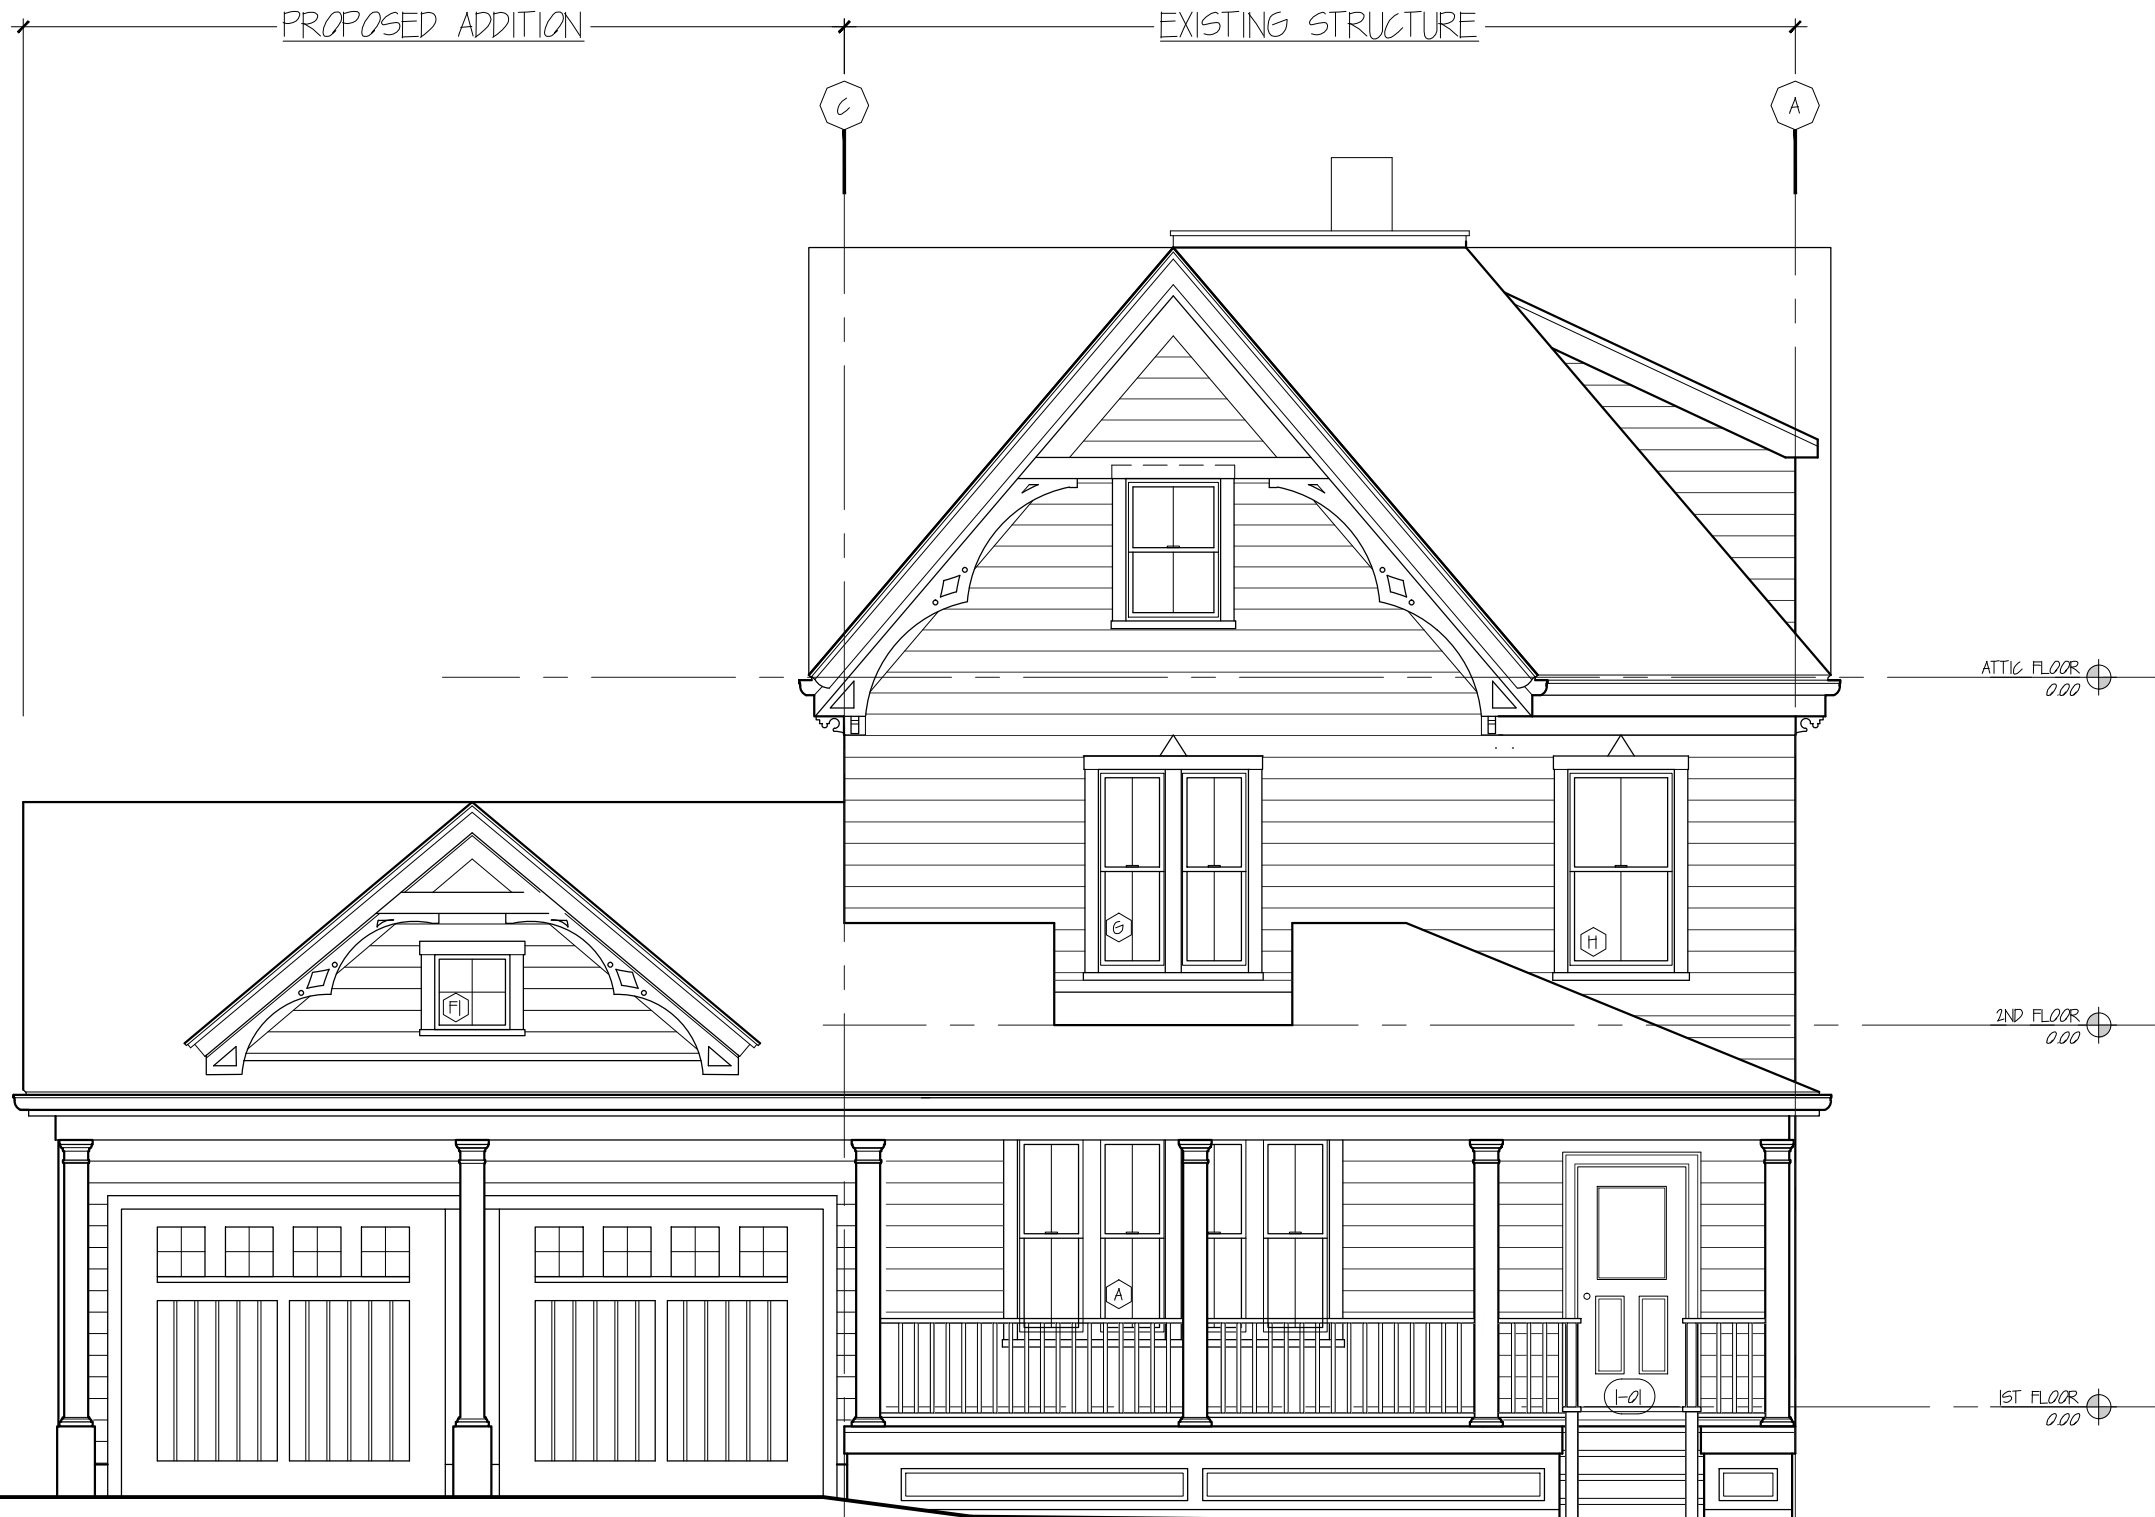 PROPOSED ADDITION
EXISTING STRUCTURE
C
A
ATTIC FLOOR
0.00
G
H
F1
2ND FLOOR
0.00
A
1-01
1ST FLOOR
0.00